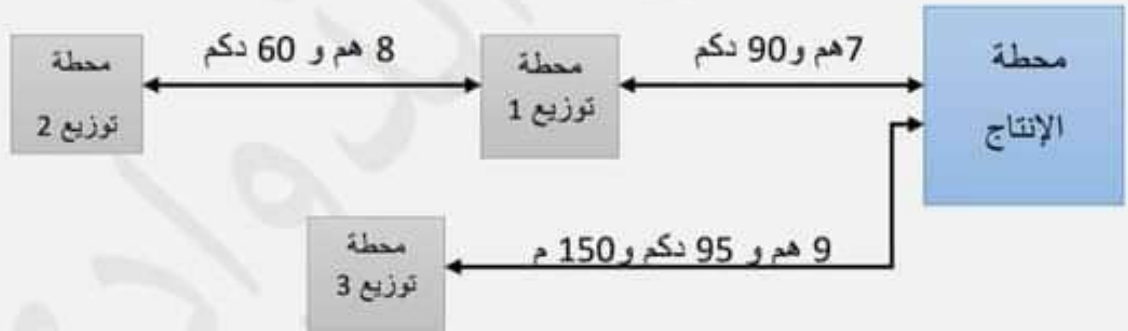 محطة
الإنتاج
7هم و90 دكم
محطة
توزيع 1
8 هم و 60 دكم
محطة
توزيع 2
9 هم و 95 دكم و150 م
محطة
توزيع 3